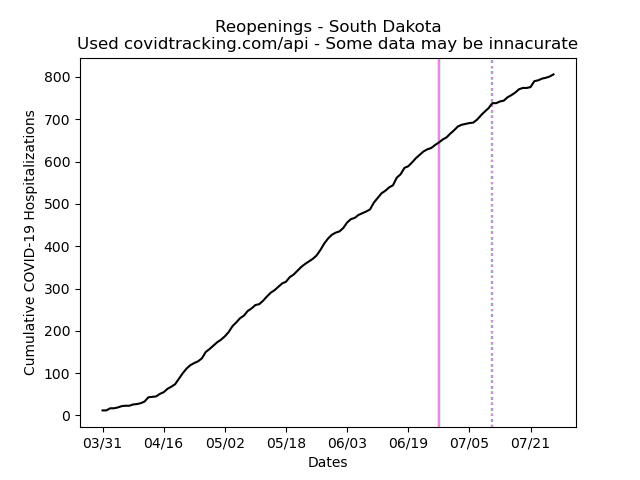 Reopenings - South Dakota
Used covidtracking.com/api - Some data may be innacurate
Cumulative COVID-19 Hospitalizations
800
700
600
500
400
300
200
100
0
03/31 04/16 05/02 05/18 06/03 06/19 07/05 07/21
Dates